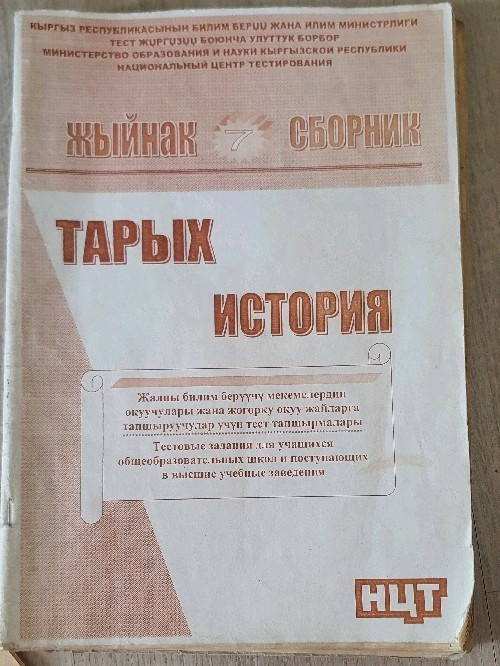 КЫРГЫЗ РЕСПУБЛИКАСЫНЫН БИЛИМ БЕРҮҮ ЖАНА ИЛИМ МИНИСТРЛИГИ
ТЕСТ ЖҮРГҮЗҮҮ БОЮНЧА УЛУТТУК БОРБОР
МИНИСТЕРСТВО ОБРАЗОВАНИЯ И НАУКИ КЫРГЫЗСКОЙ РЕСПУБЛИКИ
НАЦИОНАЛЬНЫЙ ЦЕНТР ТЕСТИРОВАНИЯ
ЖЫЙНАК 7 СБОРНИК
ТАРЫХ
ИСТОРИЯ
Жалпы билим берүүчү мекемелердин
окуучулары жана жогорку окуу жайларга
тапшыруучулар үчүн тест тапшырмалары
Тестовые задания для учащихся
общеобразовательных школ и поступающих
в высшие учебные заведения
НЦТ